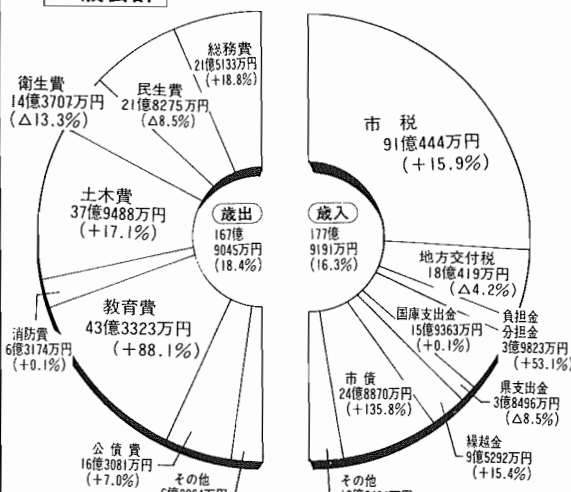 総務費
21億5133万円
(+18.8%)
民生費
21億8275万円
(△8.5%)
衛生費
14億3707万円
(△13.3%)
土木費
37億9488万円
(+17.1%)
消防費
6億3174万円
(+0.1%)
教育費
43億3323万円
(+88.1%)
公債費
16億3081万円
(+7.0%)
その他
歳出
167億
9045万円
(18.4%)
歳入
177億
9191万円
(16.3%)
市税
91億444万円
(+15.9%)
地方交付税
18億419万円
(△4.2%)
負担金
分担金
3億9823万円
(+53.1%)
国庫支出金
15億9363万円
(+0.1%)
県支出金
3億8496万円
(△8.5%)
繰越金
9億5292万円
(+15.4%)
市債
24億8870万円
(+135.8%)
その他